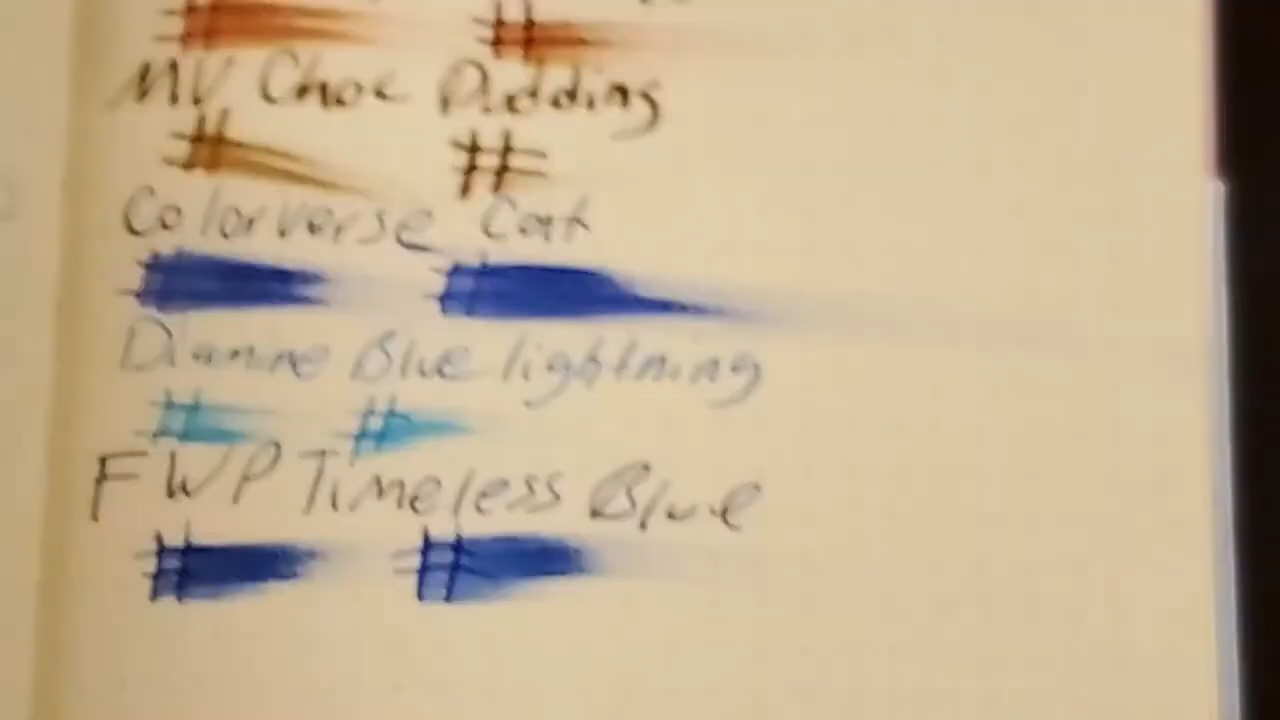 MV Choc Pudding
# #
Colorverse Cat
# #
Diamine Blue lightning
# #
FWP Timeless Blue
# #